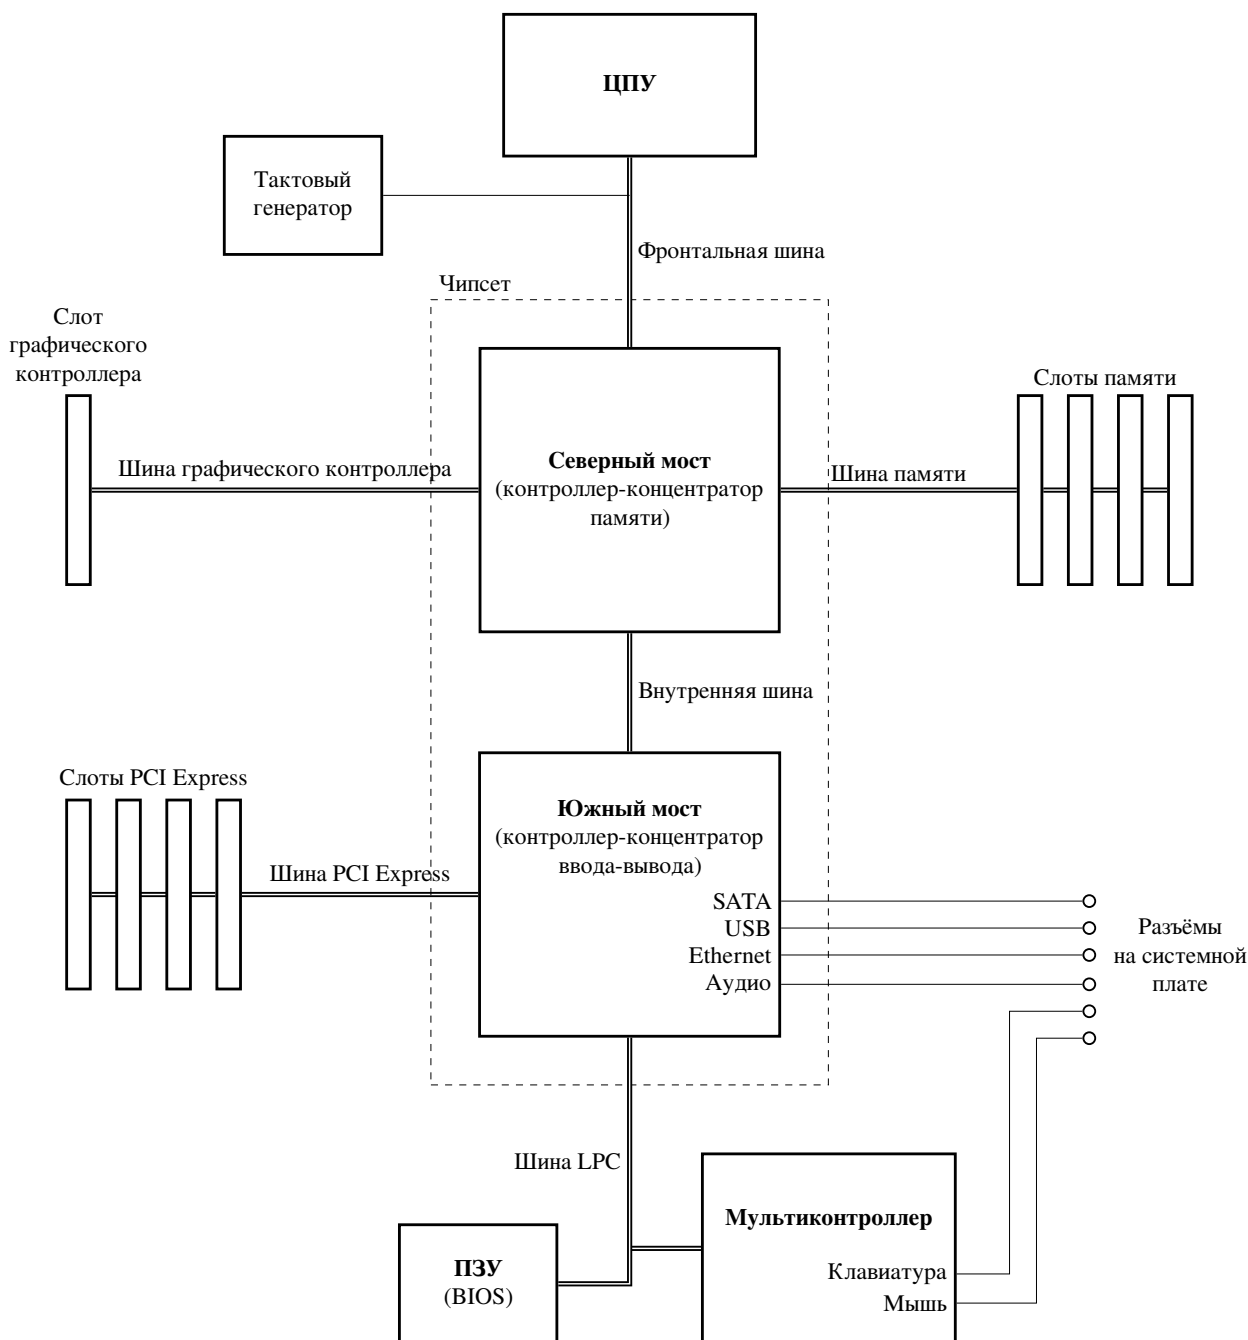 ЦПУ
Тактовый
генератор
Фронтальная шина
Чипсет
Слот
графического
контроллера
Слоты памяти
Шина графического контроллера
Северный мост
(контроллер-концентратор
памяти)
Шина памяти
Внутренняя шина
Слоты PCI Express
Южный мост
(контроллер-концентратор
ввода-вывода)
Шина PCI Express
SATA
USB
Ethernet
Аудио
Разъёмы
на системной
плате
Шина LPC
Мультиконтроллер
ПЗУ
(BIOS)
Клавиатура
Мышь